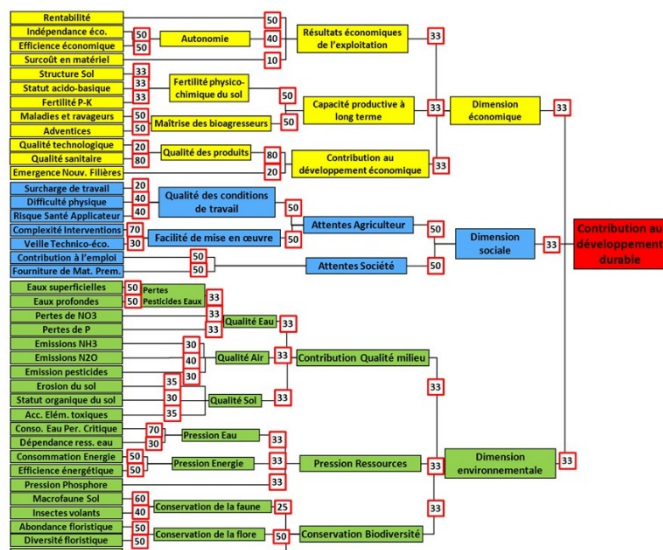 Rentabilité
50
Indépendance éco.
50
Autonomie
40
Résultats économiques
de l'exploitation
33
Efficience économique
50
Surcoût en matériel
10
Structure Sol
33
Statut acido-basique
33
Fertilité physico-
chimique du sol
50
Fertilité P-K
33
Capacité productive à
long terme
33
Dimension
économique
33
Maladies et ravageurs
50
Maîtrise des bioagresseurs
50
Adventices
50
Qualité technologique
20
Qualité des produits
80
Qualité sanitaire
80
Contribution au
développement économique
33
Emergence Nouv. Filières
20
Surcharge de travail
20
Difficulté physique
40
Qualité des conditions
de travail
50
Risque Santé Applicateur
40
Attentes Agriculteur
50
Complexité Interventions
70
Facilité de mise en œuvre
50
Veille Technico-éco.
30
Dimension
sociale
33
Contribution au
développement
durable
Contribution à l'emploi
50
Attentes Société
50
Fourniture de Mat. Prem.
50
Eaux superficielles
50
Pertes
Pesticides Eaux
33
Eaux profondes
50
Pertes de NO3
33
Qualité Eau
33
Pertes de P
33
Emissions NH3
30
Emissions N2O
40
Qualité Air
33
Contribution Qualité milieu
33
Emission pesticides
30
Erosion du sol
35
Statut organique du sol
30
Qualité Sol
33
Acc. Elém. toxiques
35
Conso. Eau Per. Critique
70
Pression Eau
33
Dépendance ress. eau
30
Consommation Energie
50
Pression Energie
33
Pression Ressources
33
Dimension
environnementale
33
Efficience énergétique
50
Pression Phosphore
33
Macrofaune Sol
60
Conservation de la faune
25
Insectes volants
40
Abondance floristique
50
Conservation de la flore
50
Conservation Biodiversité
33
Diversité floristique
50